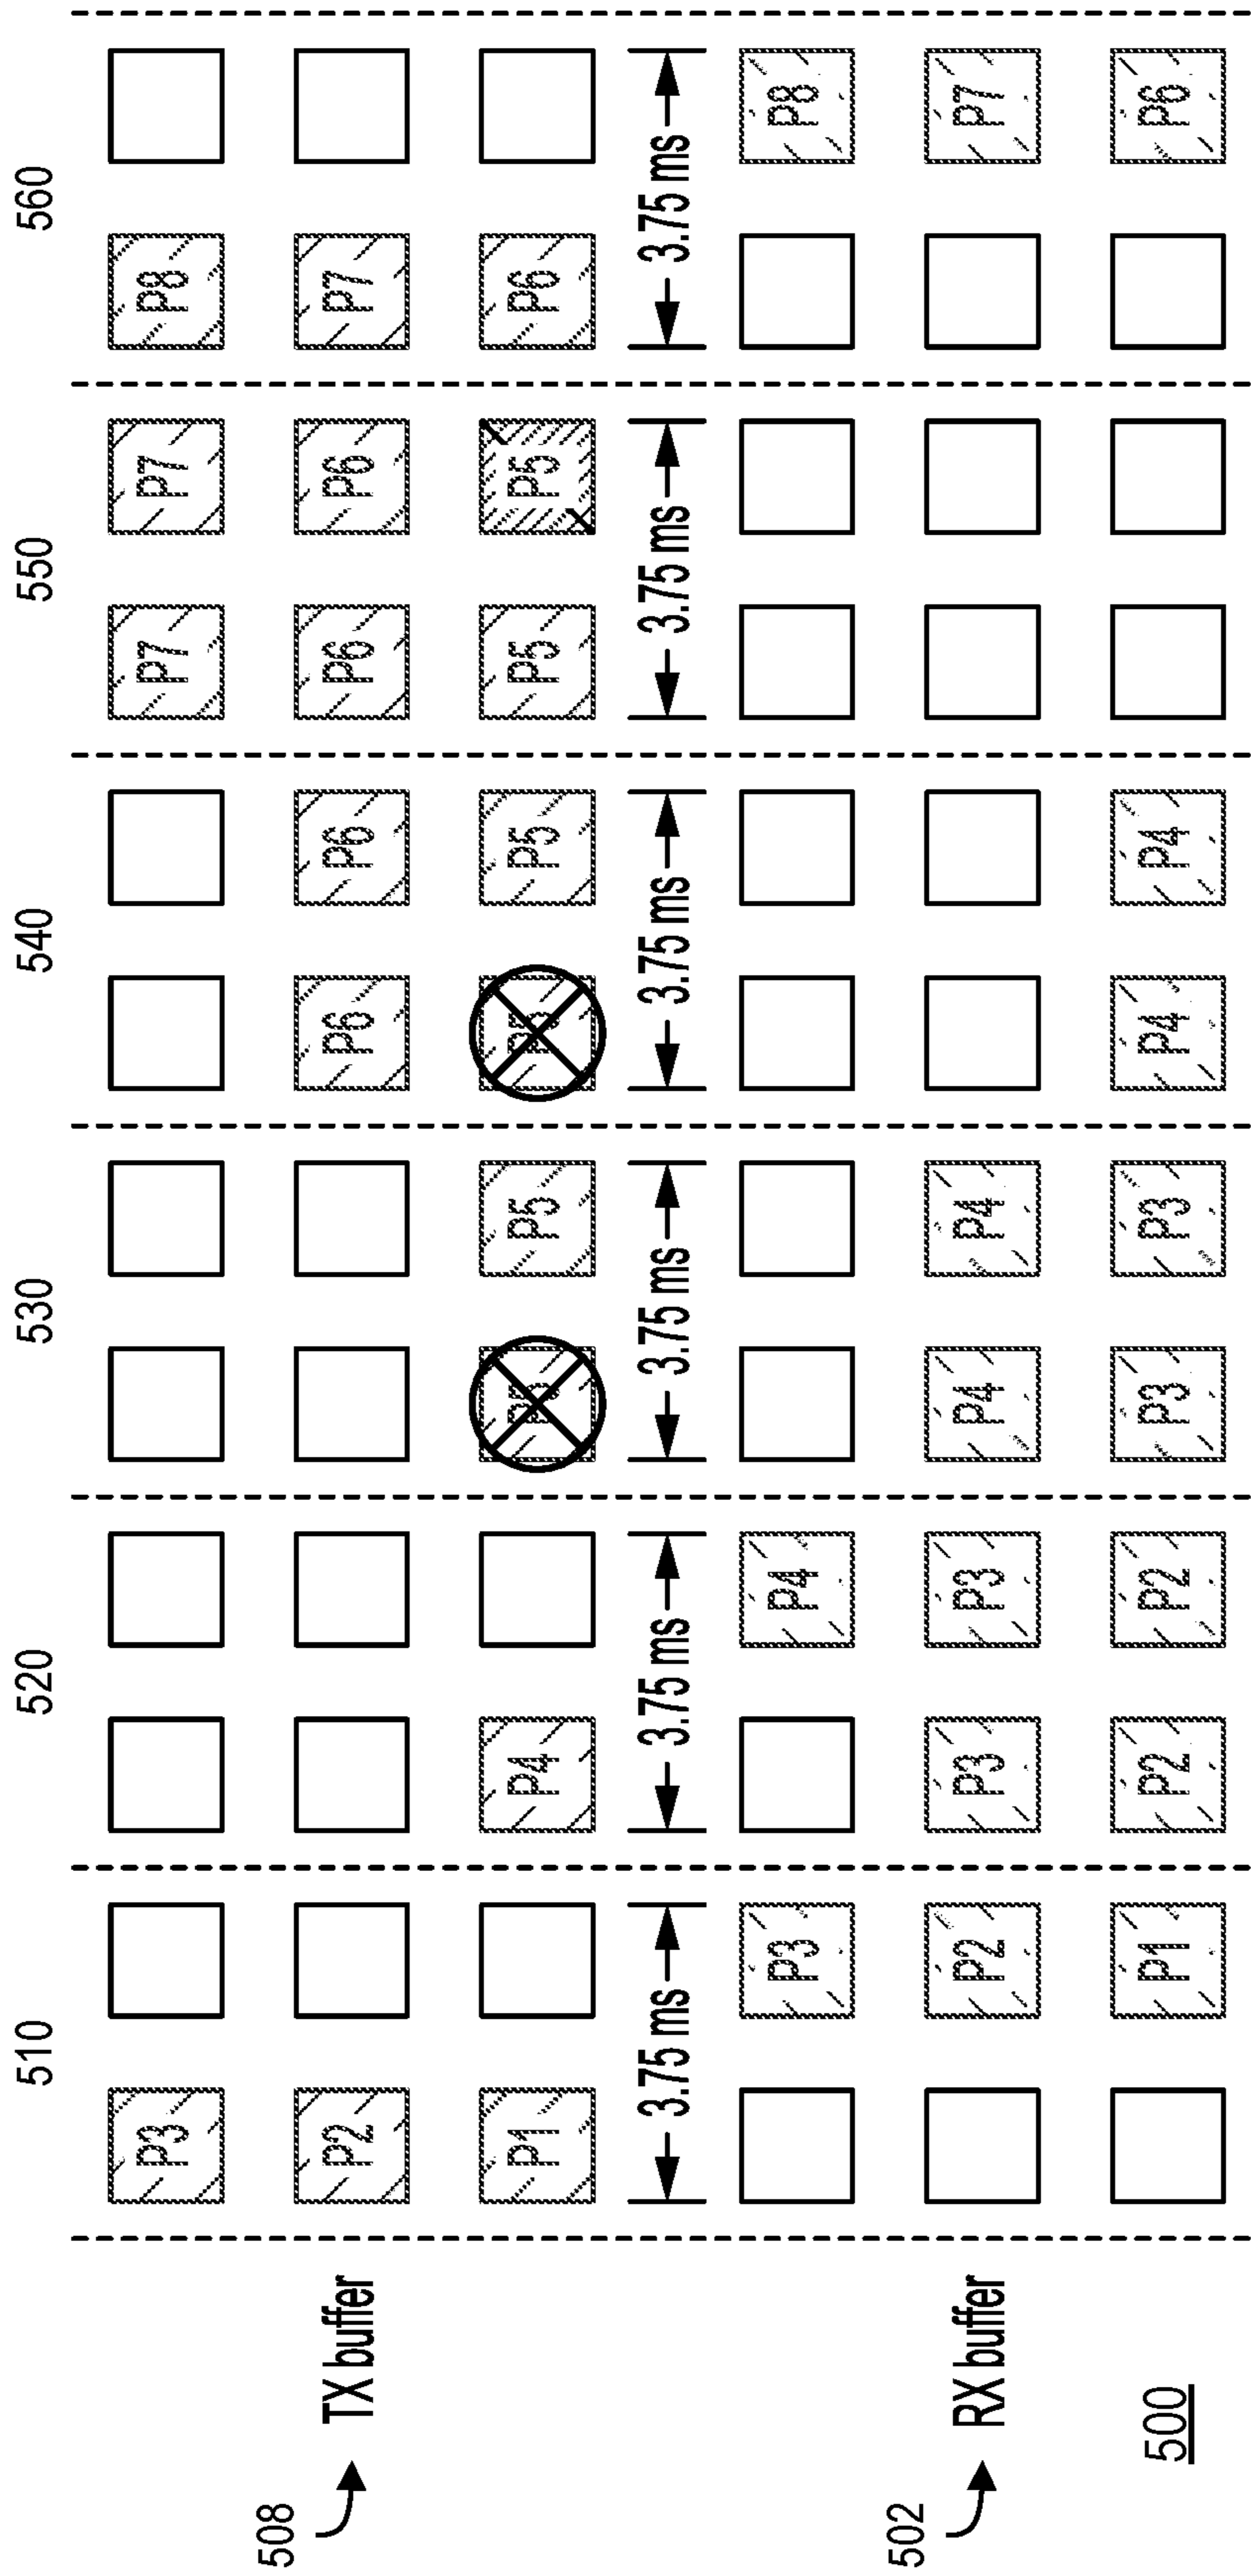 510 520 530 540 550 560
P3 P7 P7 P8
508
TX buffer P2 P6 P6 P6 P6 P7
P1 P4 P5 P5 P5 P5 P6
3.75 ms 3.75 ms 3.75 ms 3.75 ms 3.75 ms 3.75 ms
P3 P4 P8
502
RX buffer P2 P3 P3 P4 P4 P7
P1 P2 P2 P3 P3 P4 P4 P6
500